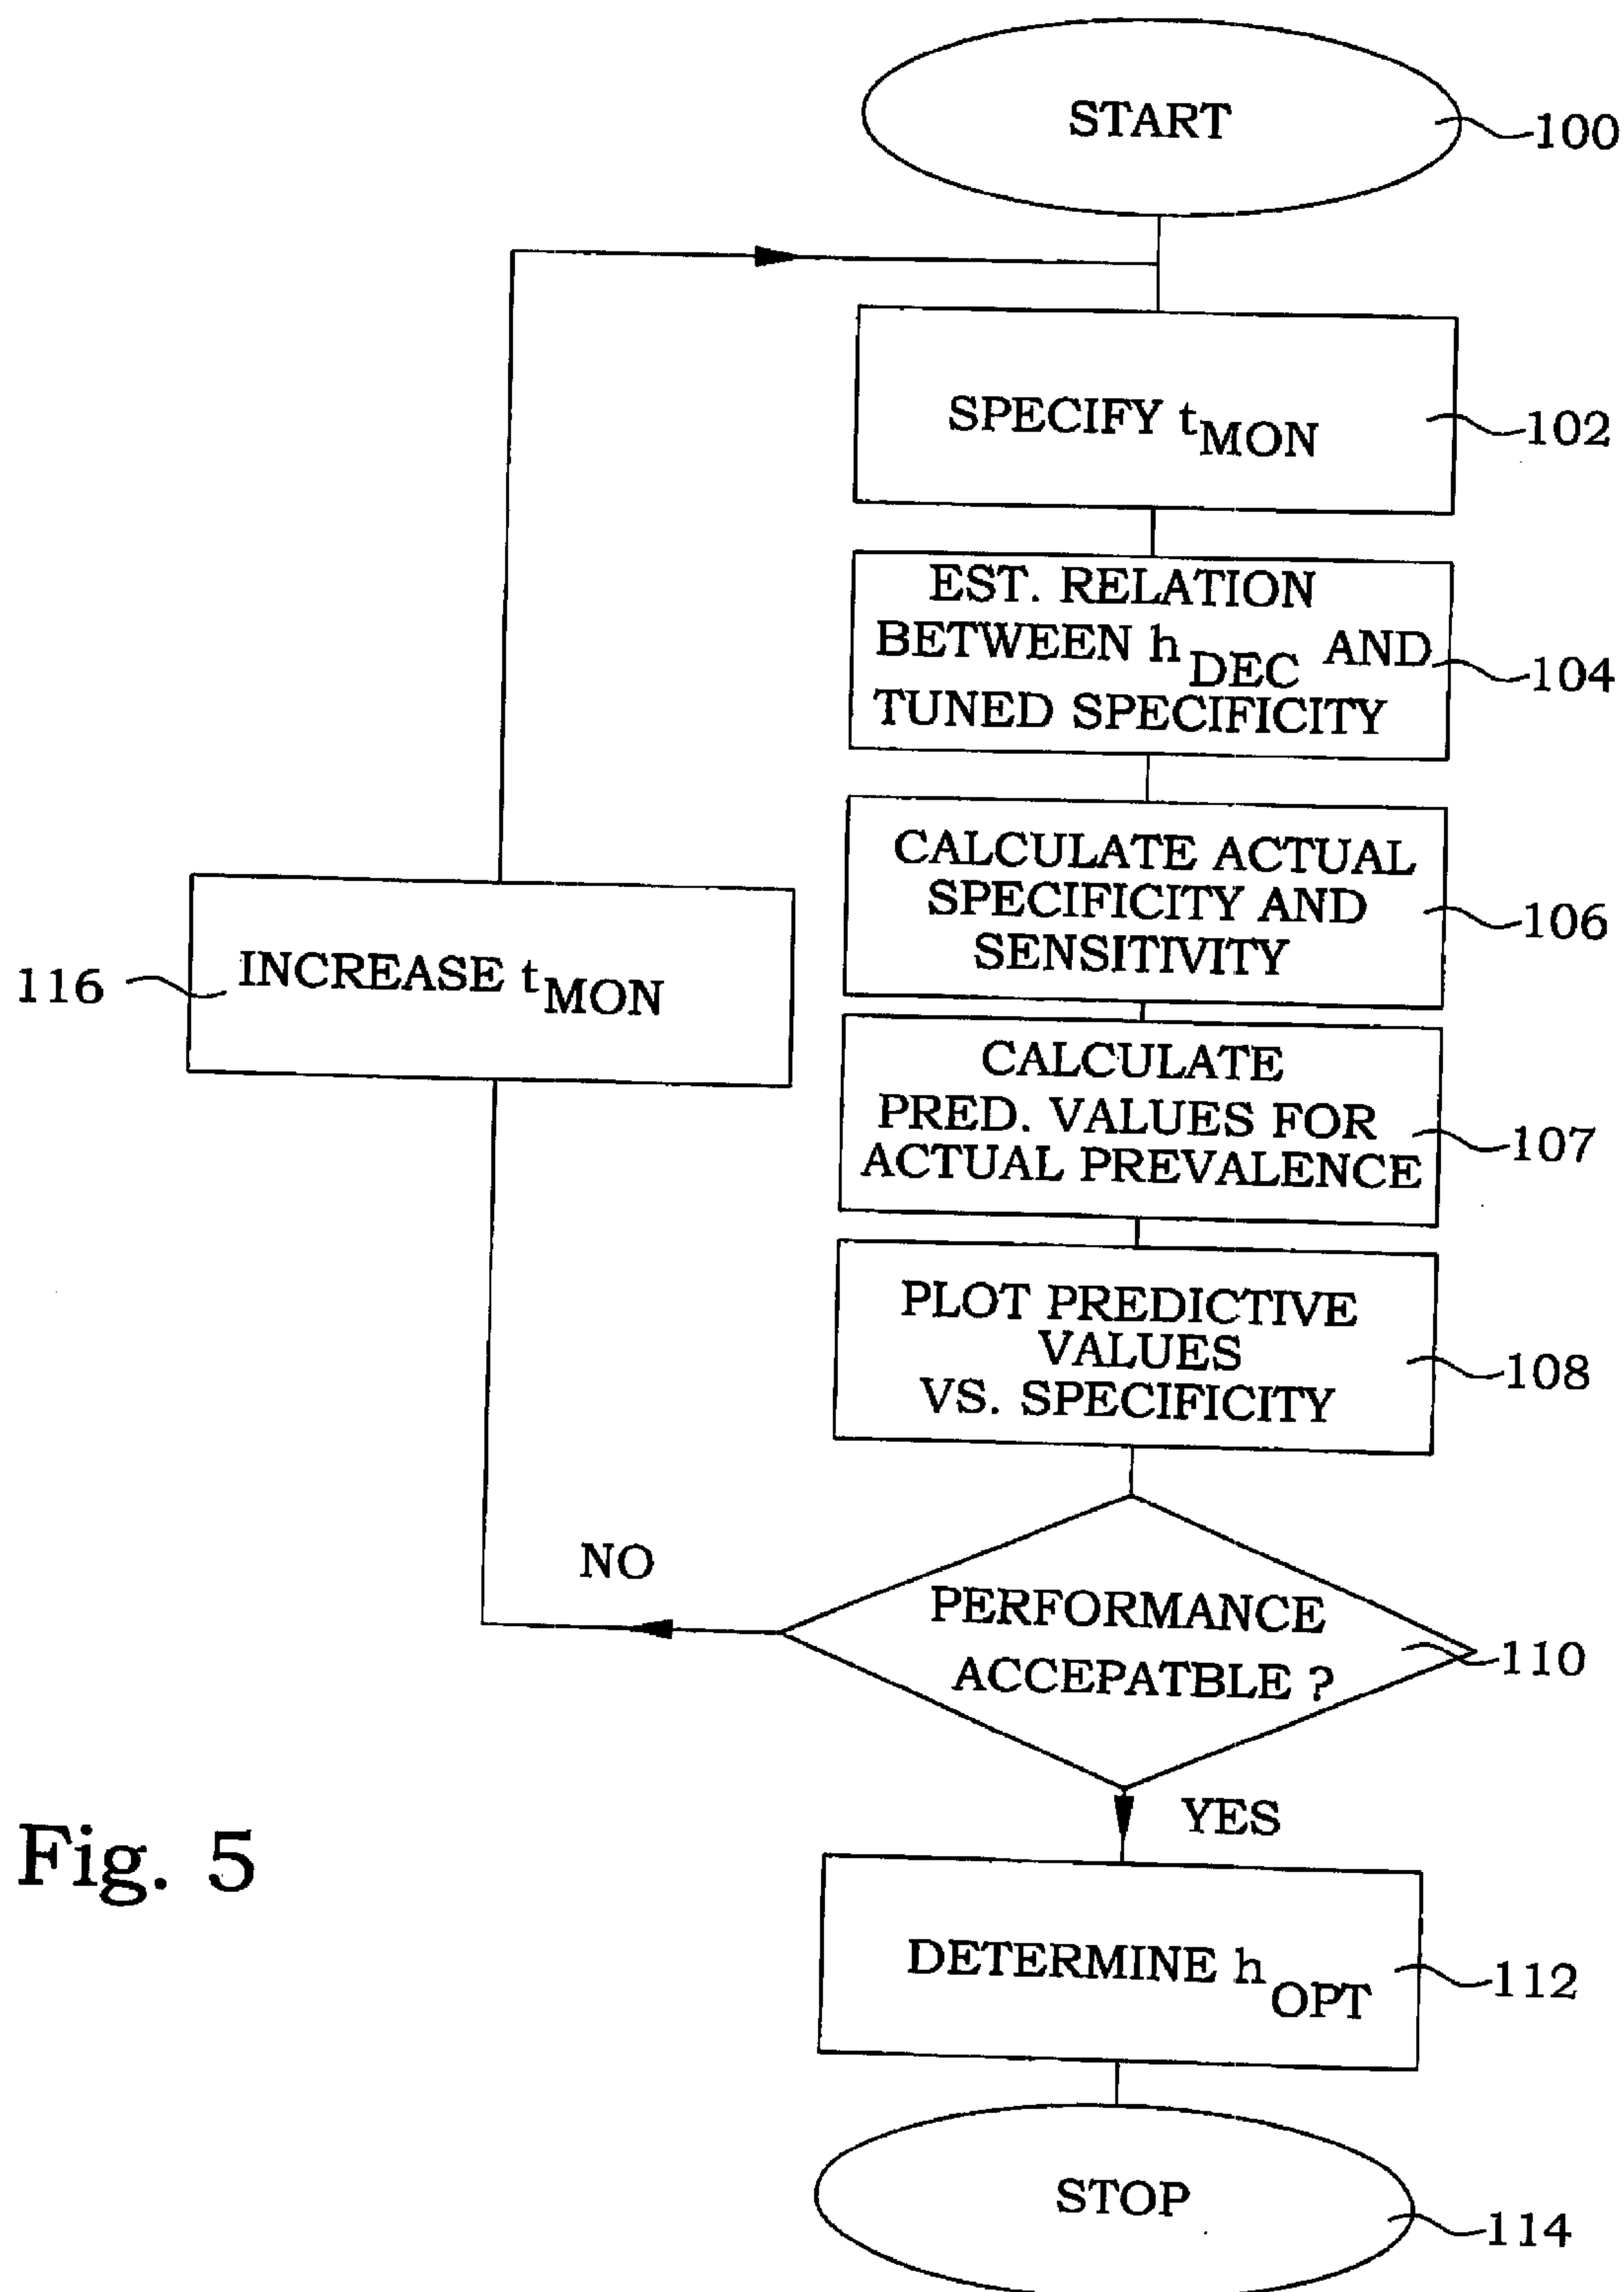 START
100
SPECIFY tMON
102
EST. RELATION
BETWEEN hDEC AND
TUNED SPECIFICITY
104
CALCULATE ACTUAL
SPECIFICITY AND
SENSITIVITY
106
INCREASE tMON
116
CALCULATE
PRED. VALUES FOR
ACTUAL PREVALENCE
107
PLOT PREDICTIVE
VALUES
VS. SPECIFICITY
108
NO
PERFORMANCE
ACCEPATBLE ?
110
YES
Fig. 5
DETERMINE hOPT
112
STOP
114